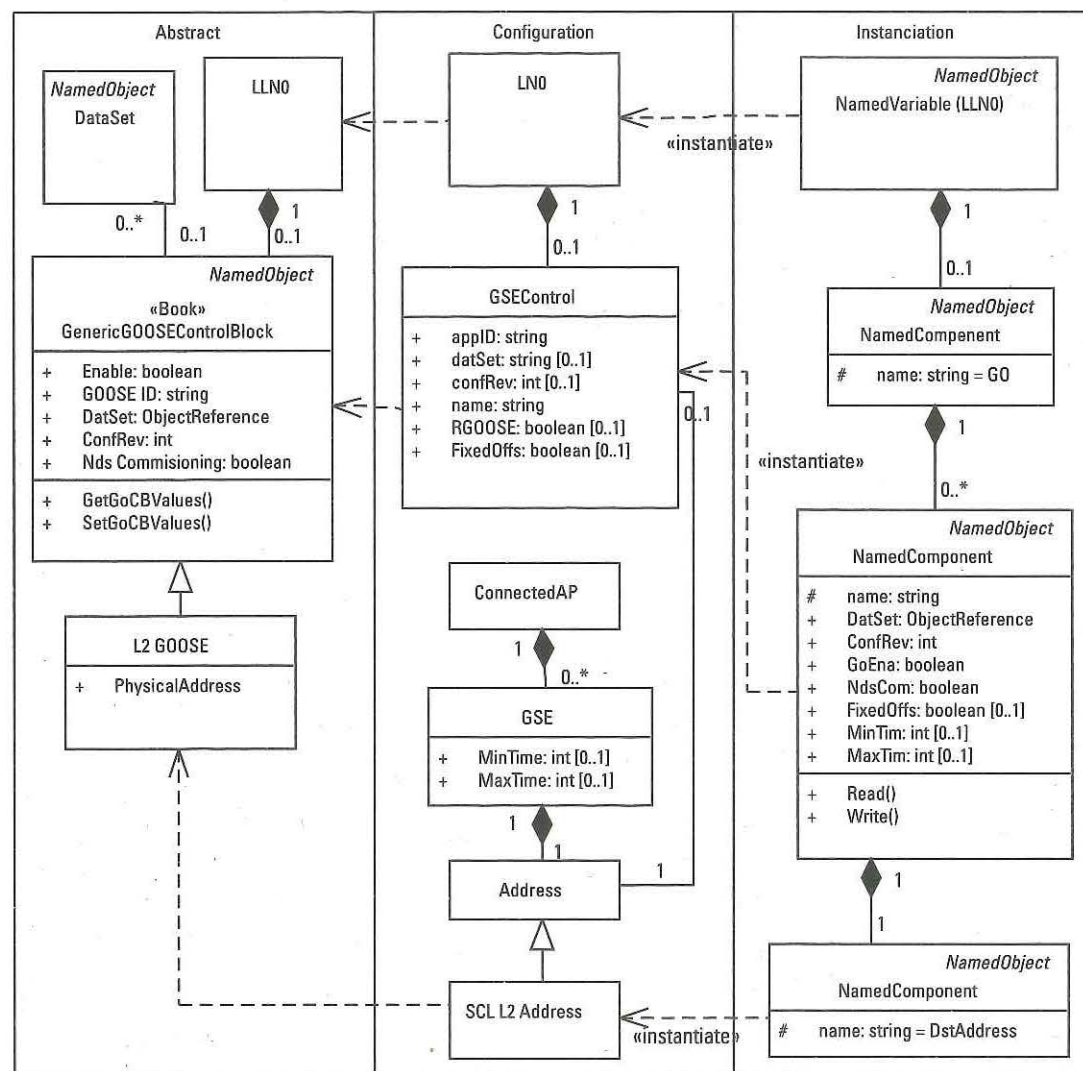 Abstract
NamedObject
DataSet
LLN0
0..*
0..1
1
0..1
NamedObject
«Book»
GenericGOOSEControlBlock
+ Enable: boolean
+ GOOSE ID: string
+ DatSet: ObjectReference
+ ConfRev: int
+ Nds Commisioning: boolean
+ GetGoCBValues()
+ SetGoCBValues()
L2 GOOSE
+ PhysicalAddress
Configuration
LN0
1
0..1
GSEControl
+ appID: string
+ datSet: string [0..1]
+ confRev: int [0..1]
+ name: string
+ RGOOSE: boolean [0..1]
+ FixedOffs: boolean [0..1]
0..1
ConnectedAP
1
0..*
GSE
+ MinTime: int [0..1]
+ MaxTime: int [0..1]
1
1
Address
1
SCL L2 Address
Instanciation
NamedObject
NamedVariable (LLN0)
«instantiate»
1
0..1
NamedObject
NamedCompenent
# name: string = GO
1
«instantiate»
0..*
NamedObject
NamedComponent
# name: string
+ DatSet: ObjectReference
+ ConfRev: int
+ GoEna: boolean
+ NdsCom: boolean
+ FixedOffs: boolean [0..1]
+ MinTim: int [0..1]
+ MaxTim: int [0..1]
+ Read()
+ Write()
1
1
NamedObject
NamedComponent
# name: string = DstAddress
«instantiate»